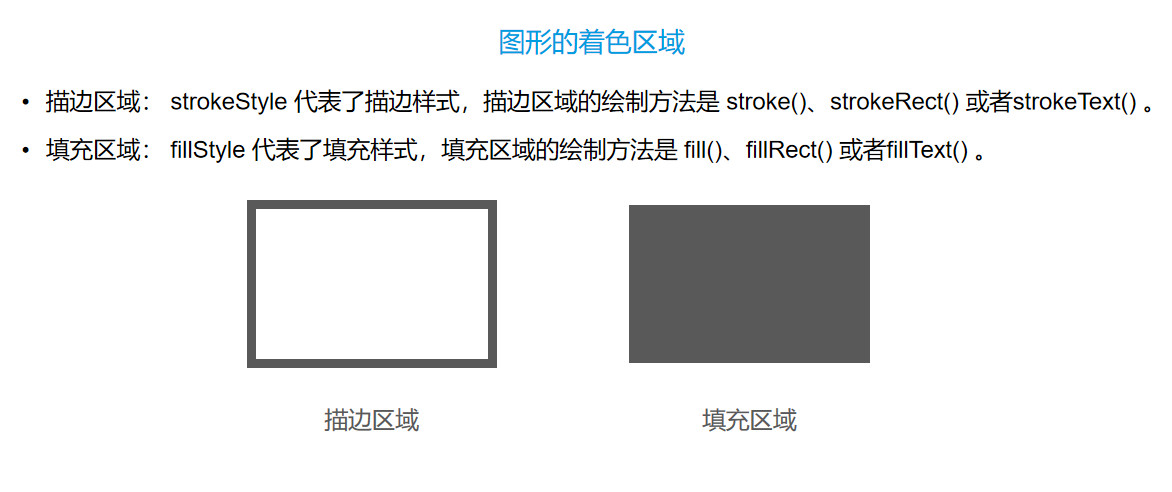 图形的着色区域
• 描边区域： strokeStyle 代表了描边样式，描边区域的绘制方法是 stroke()、strokeRect() 或者strokeText() 。
• 填充区域： fillStyle 代表了填充样式，填充区域的绘制方法是 fill()、fillRect() 或者fillText() 。
描边区域
填充区域